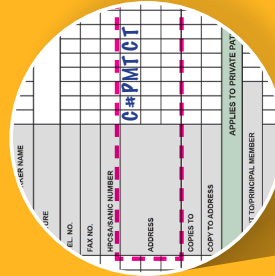 C#PMTCT
APPLIES TO PRIVATE PAT
KER NAME
URE
EL. NO.
FAX NO.
HPCSA/SANC NUMBER
ADDRESS
COPIES TO
COPY TO ADDRESS
T TO/PRINCIPAL MEMBER